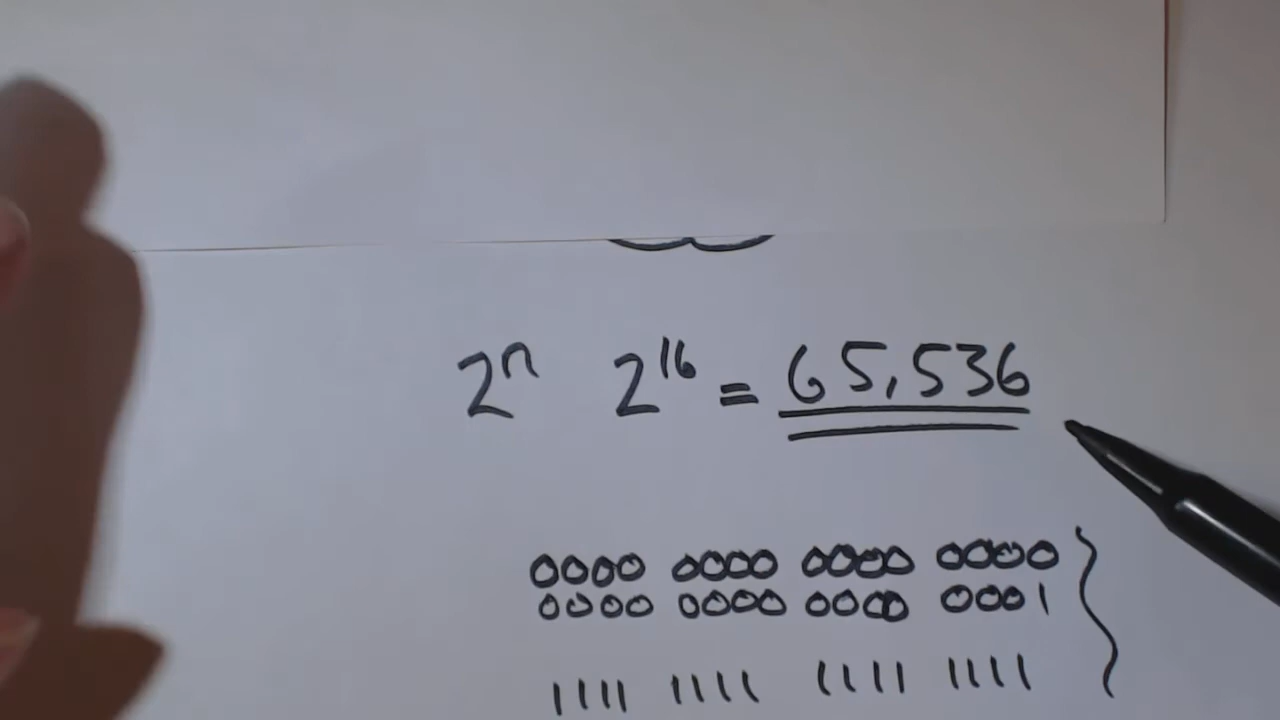 2ⁿ 2¹⁶ = 65,536
0000 0000 0000 0000
0000 0000 0000 0001
1111 1111 1111 1111